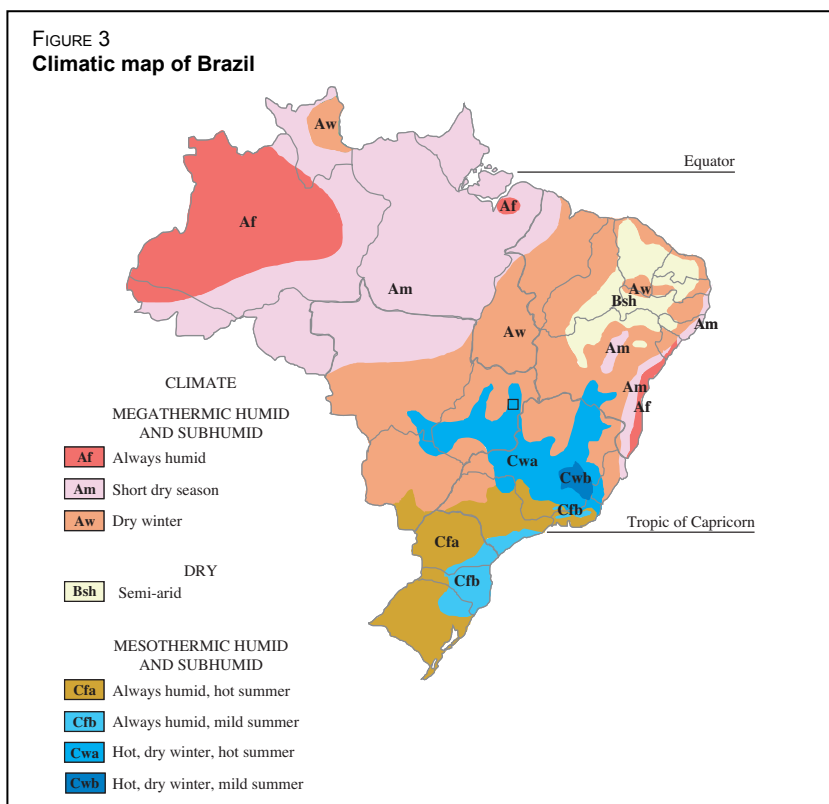 FIGURE 3
Climatic map of Brazil
Aw
Equator
Af
Af
Am
Aw
Bsh
Am
Aw
Am
Am
Af
Cwa
Cwb
Cfb
Tropic of Capricorn
Cfa
Cfb
CLIMATE
MEGATHERMIC HUMID
AND SUBHUMID
Af Always humid
Am Short dry season
Aw Dry winter
DRY
Bsh Semi-arid
MESOTHERMIC HUMID
AND SUBHUMID
Cfa Always humid, hot summer
Cfb Always humid, mild summer
Cwa Hot, dry winter, hot summer
Cwb Hot, dry winter, mild summer